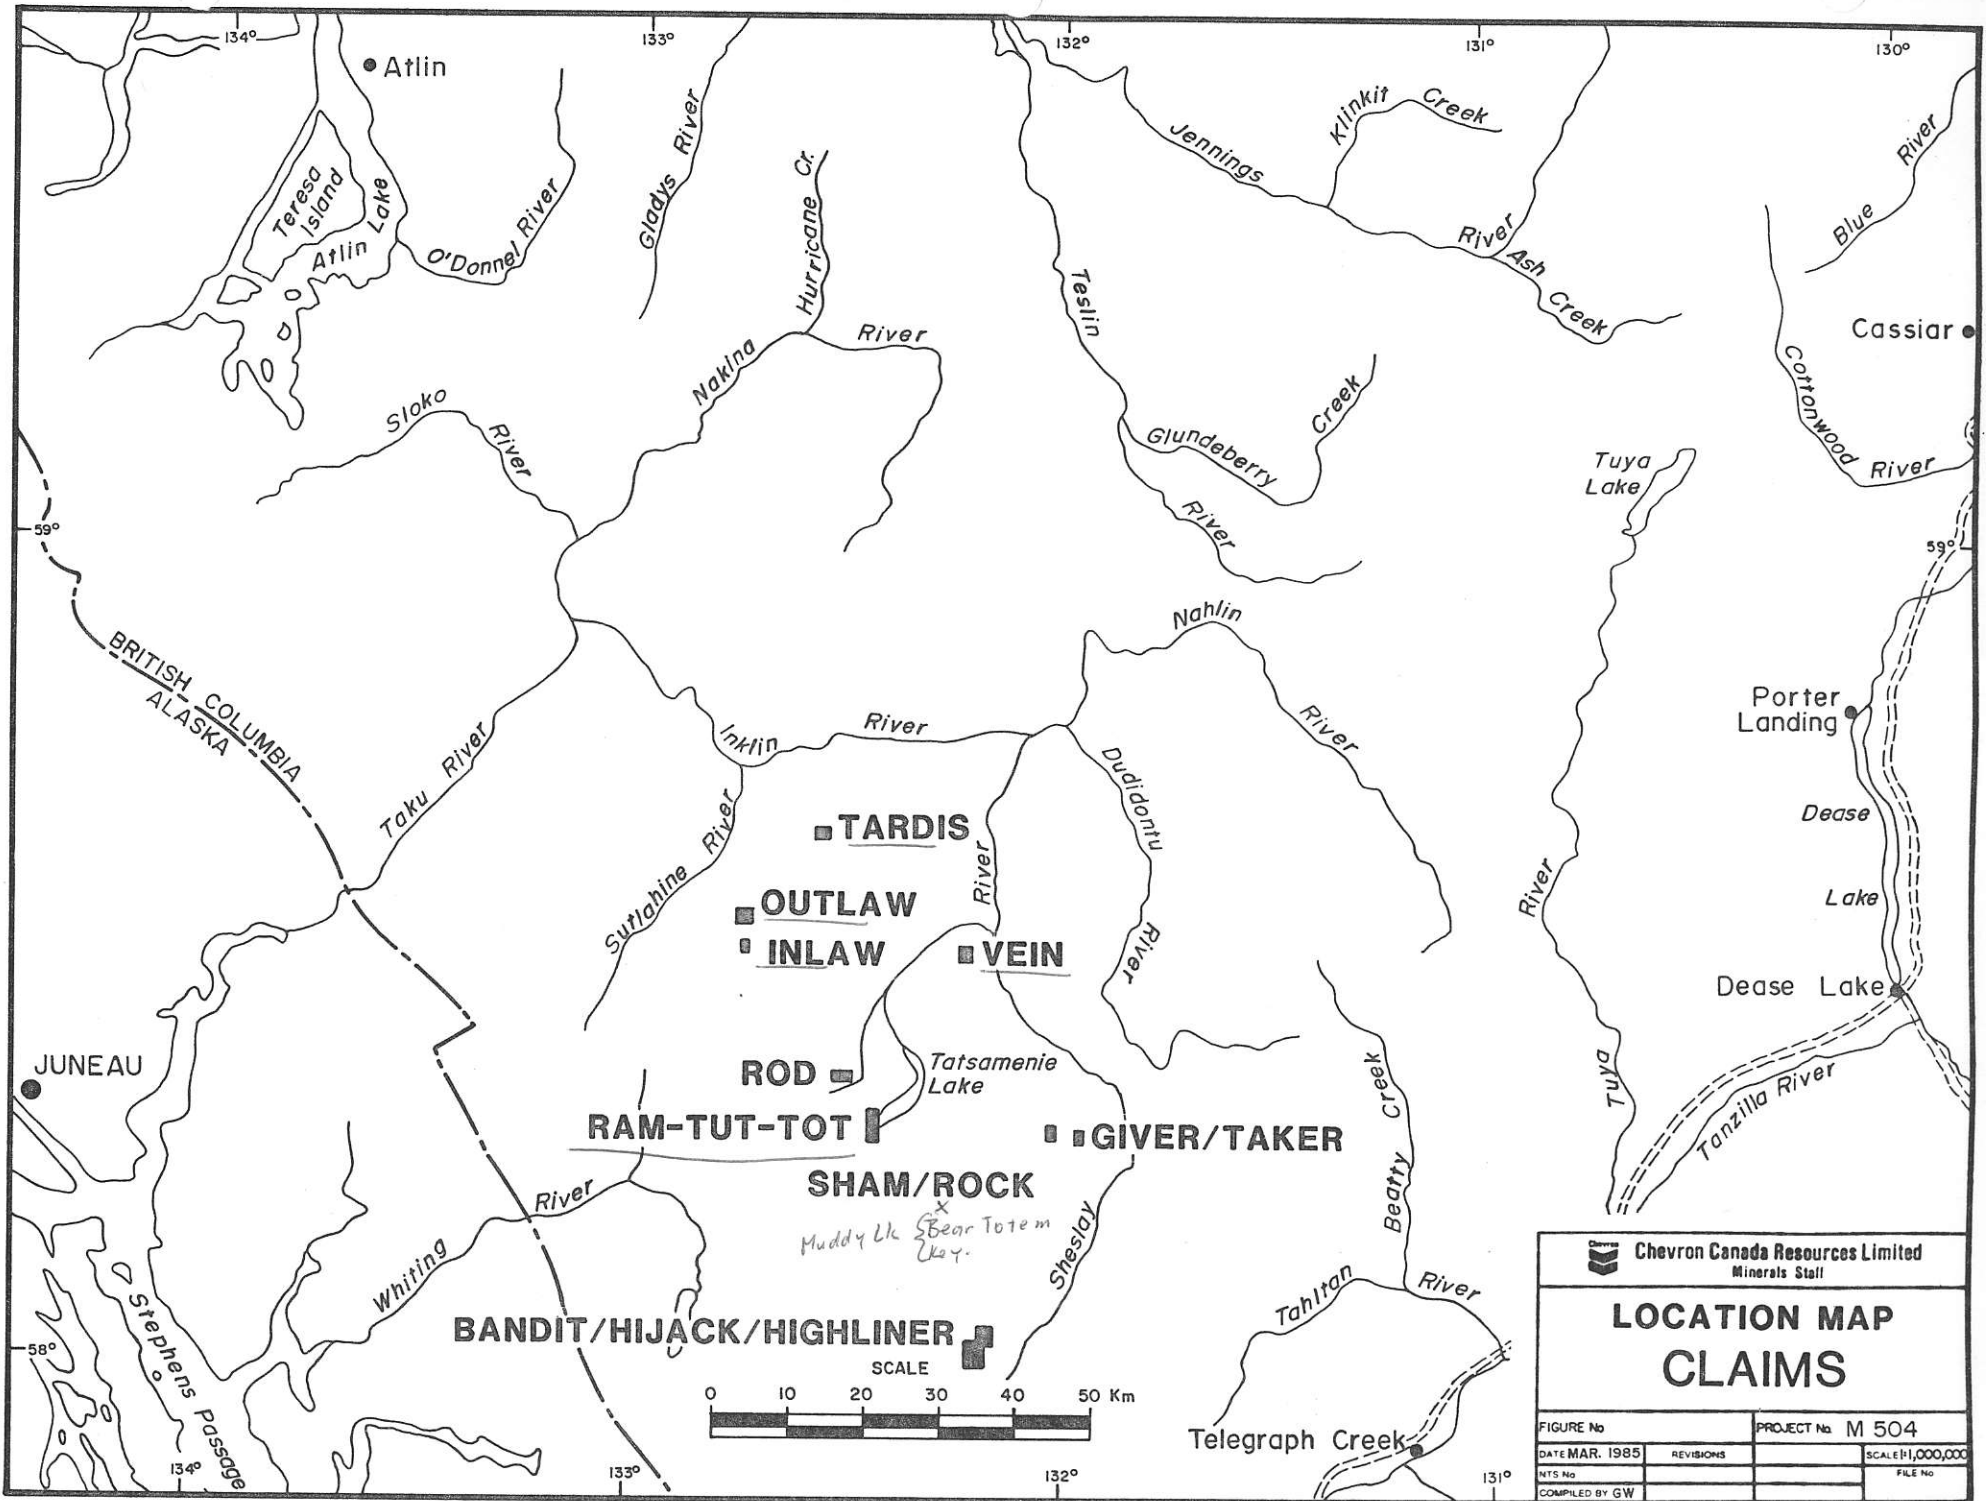 134°
133°
132°
131°
130°
Atlin
Teresa
Island
Atlin Lake
O'Donnel River
Gladys River
Hurricane Cr.
Nakina River
Sloko River
Teslin River
Jennings River
Klinkit Creek
Ash Creek
Blue River
Cassiar
Cottonwood River
Glundeberry Creek
Tuya
Lake
59°
59°
BRITISH COLUMBIA
ALASKA
Nahlin River
Inklin River
Taku River
Sutlahine River
Dudidontu River
Porter
Landing
Dease Lake
Dease Lake
Tuya River
Tanzilla River
TARDIS
OUTLAW
INLAW
VEIN
ROD
Tatsamenie
Lake
RAM-TUT-TOT
GIVER/TAKER
SHAM/ROCK
x
Muddy Lk { Bear Totem
Key.
JUNEAU
Whiting River
Sheslay River
Beatty Creek
Tahltan River
Stephens Passage
58°
BANDIT/HIJACK/HIGHLINER
SCALE
0 10 20 30 40 50 Km
Telegraph Creek
134°
133°
132°
131°
Chevron
Chevron Canada Resources Limited
Minerals Staff
LOCATION MAP
CLAIMS
FIGURE No
PROJECT No. M 504
DATE MAR. 1985
REVISIONS
SCALE 1:1,000,000
NTS No
FILE No
COMPILED BY GW